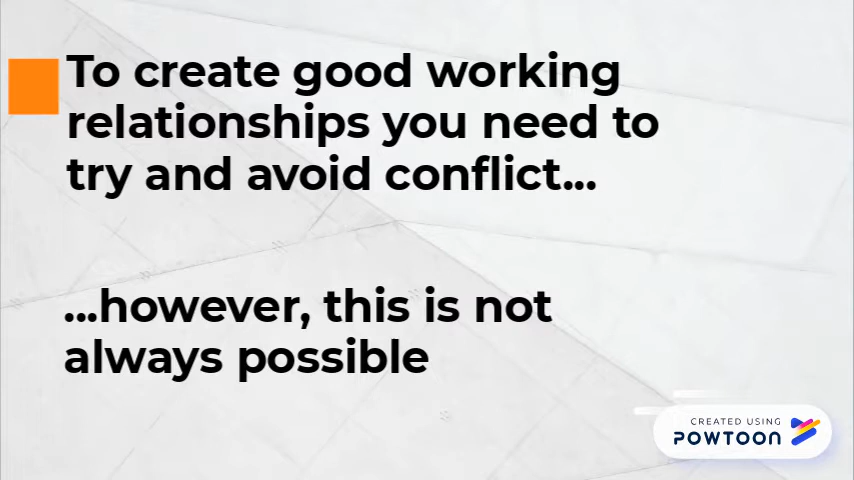 To create good working
relationships you need to
try and avoid conflict...
...however, this is not
always possible
CREATED USING
POWTOON